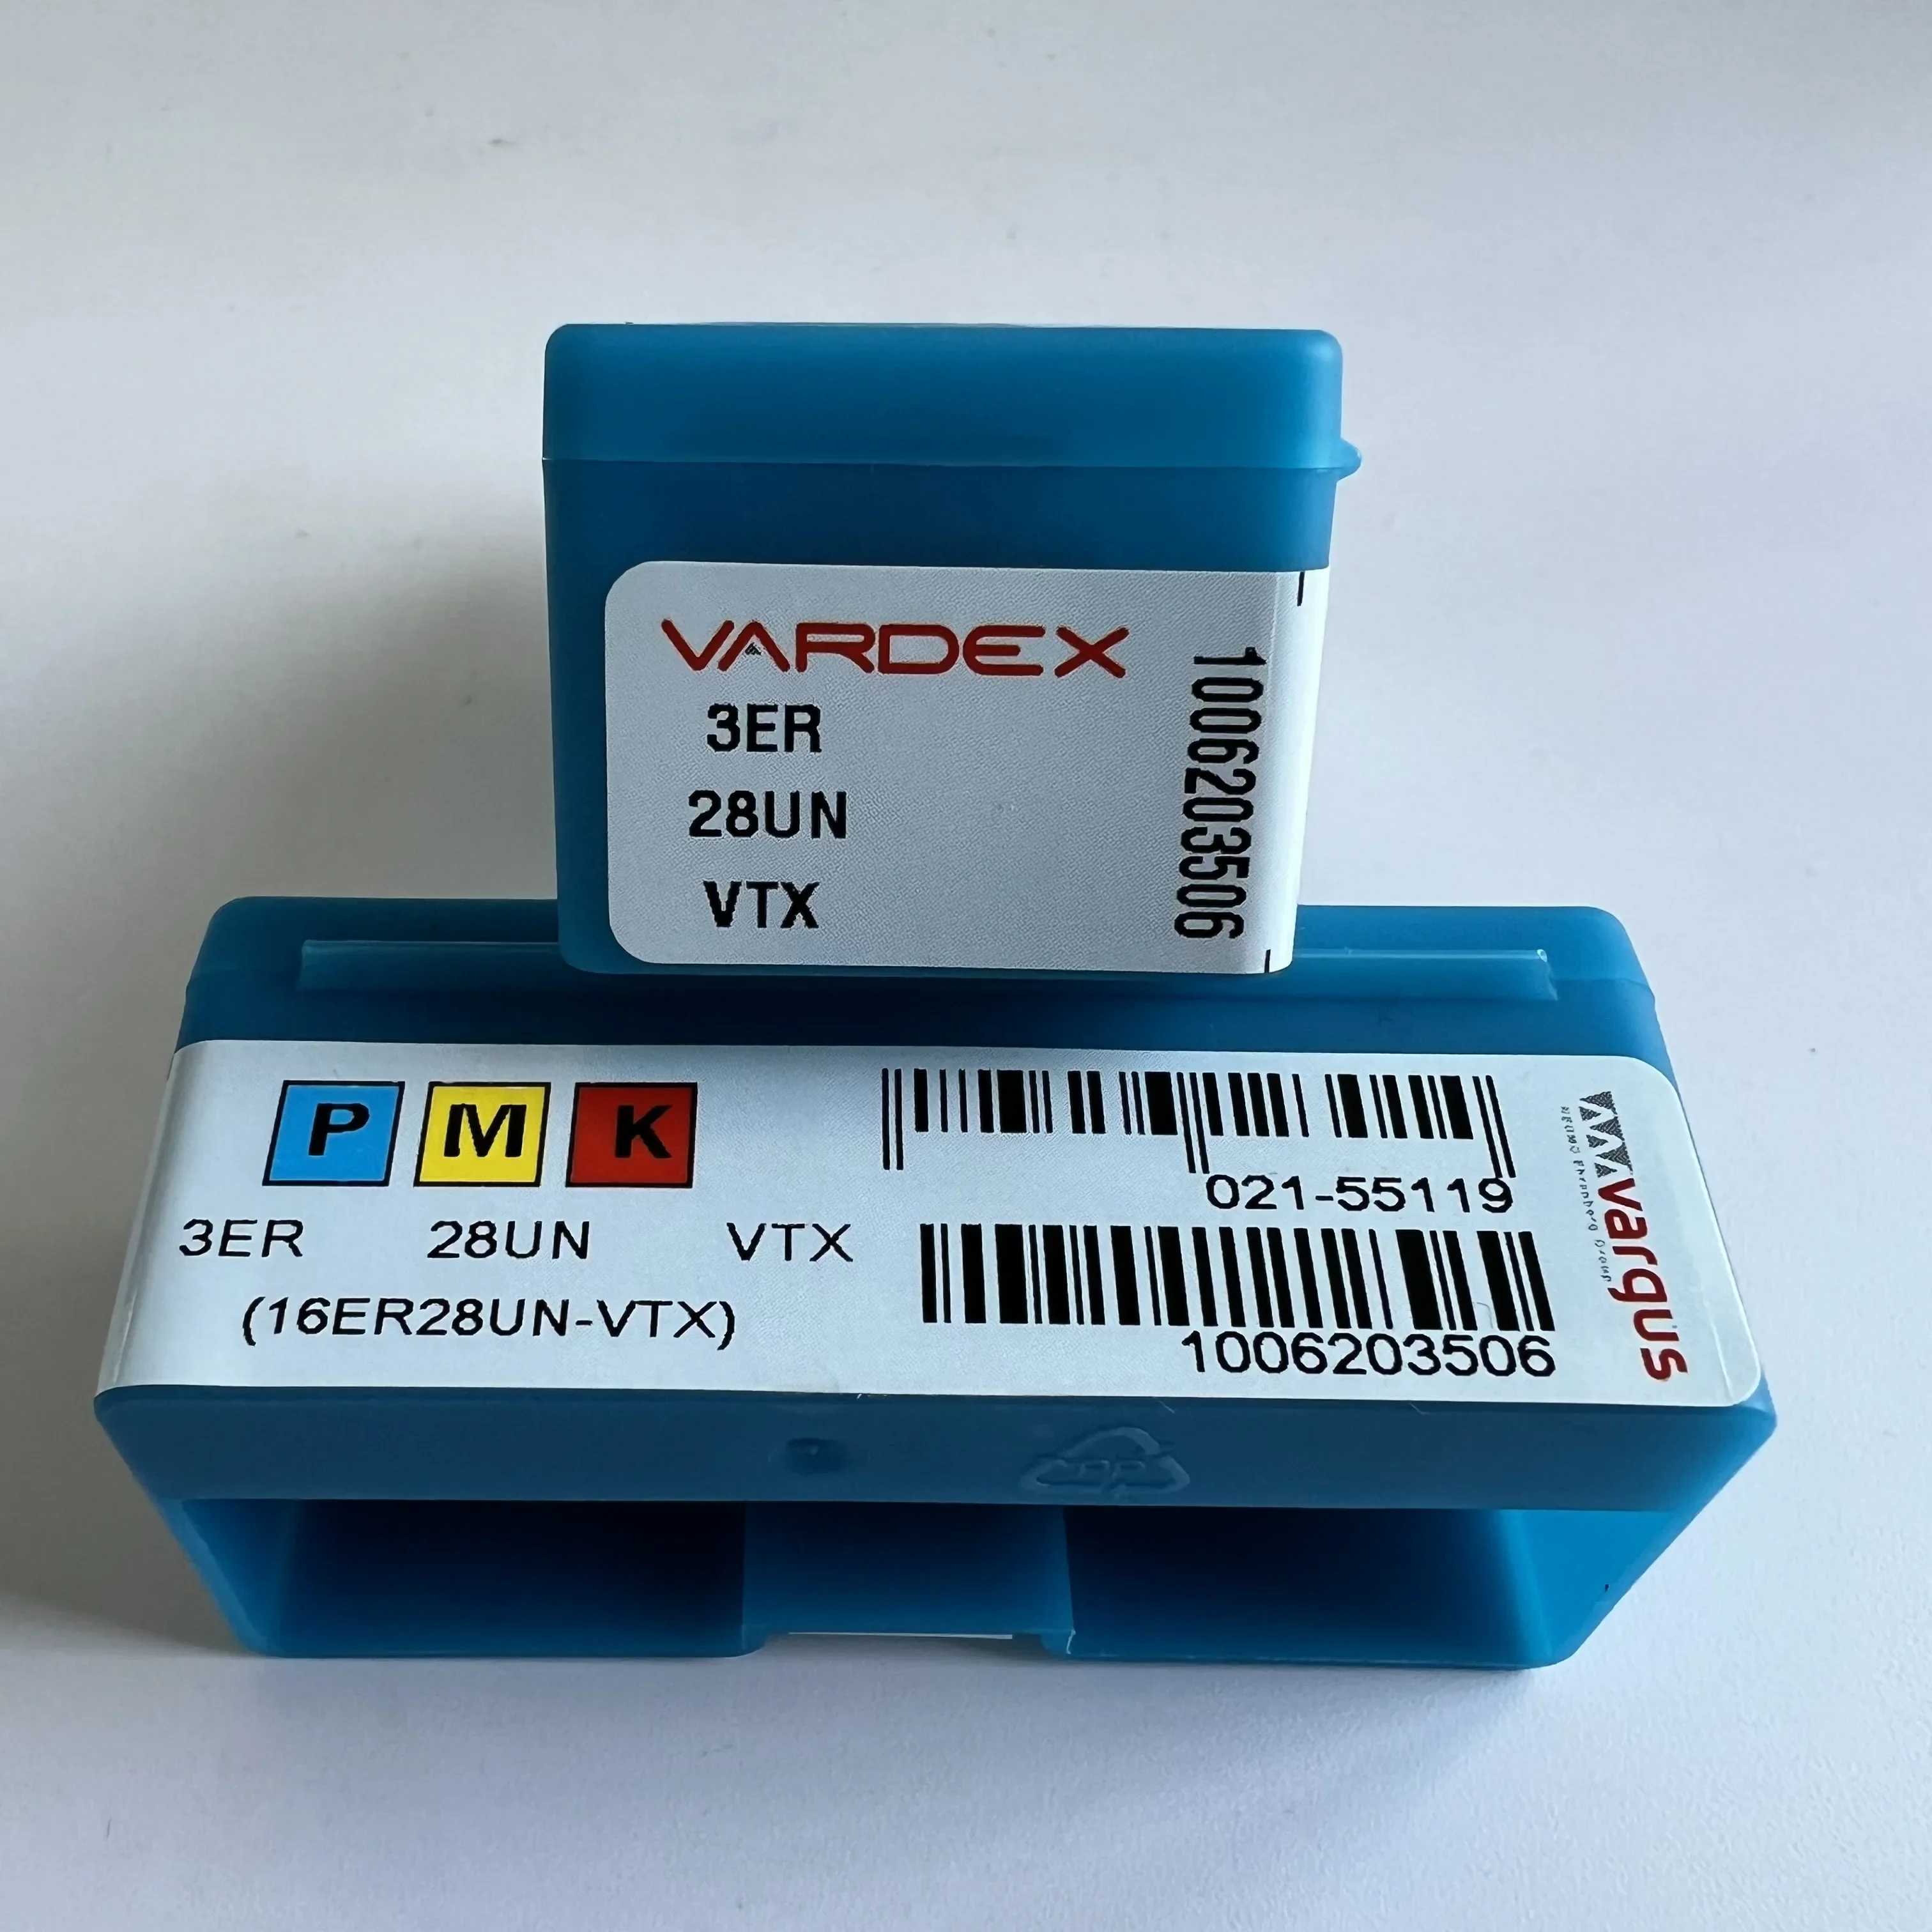 VARDEX
3ER
28UN
VTX
1006203506
P M K
3ER 28UN VTX
(16ER28UN-VTX)
021-55119
1006203506
vargus